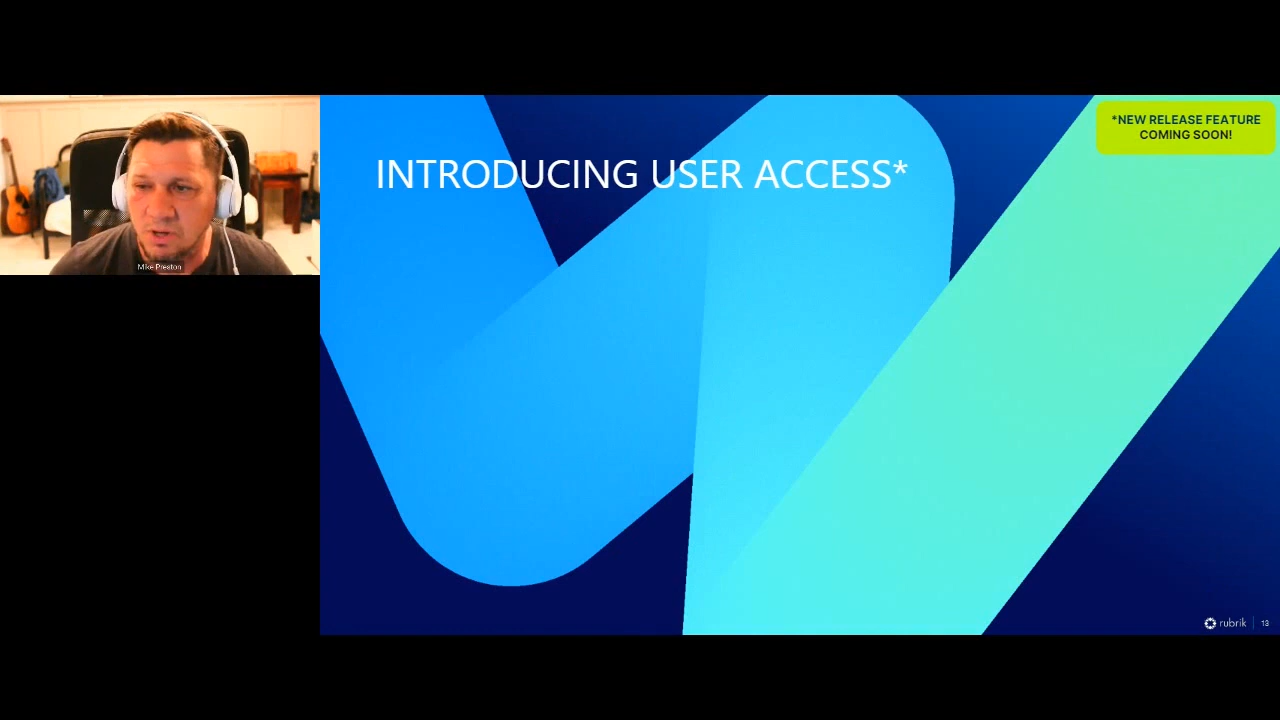 Mike Preston
INTRODUCING USER ACCESS*
*NEW RELEASE FEATURE
COMING SOON!
rubrik
13